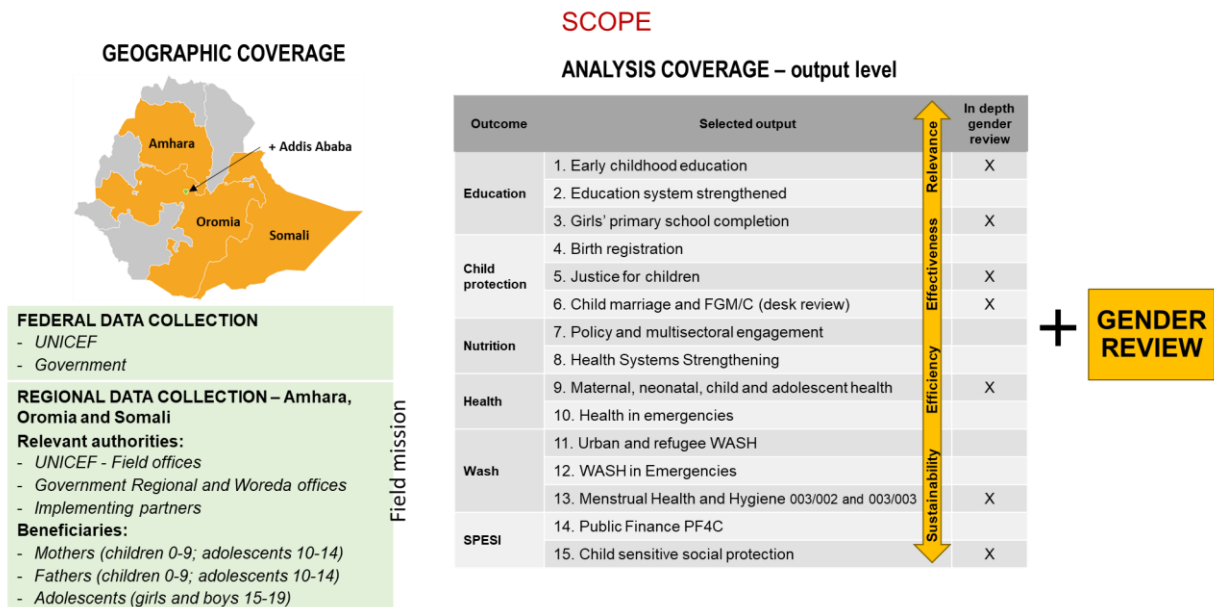 SCOPE
GEOGRAPHIC COVERAGE
Amhara
+ Addis Ababa
Oromia
Somali
FEDERAL DATA COLLECTION
- UNICEF
- Government
REGIONAL DATA COLLECTION – Amhara,
Oromia and Somali
Relevant authorities:
- UNICEF - Field offices
- Government Regional and Woreda offices
- Implementing partners
Beneficiaries:
- Mothers (children 0-9; adolescents 10-14)
- Fathers (children 0-9; adolescents 10-14)
- Adolescents (girls and boys 15-19)
Field mission
ANALYSIS COVERAGE – output level
Outcome
Selected output
In depth
gender
review
Education
1. Early childhood education X
2. Education system strengthened
3. Girls' primary school completion X
Child
protection
4. Birth registration
5. Justice for children X
6. Child marriage and FGM/C (desk review) X
Nutrition
7. Policy and multisectoral engagement
8. Health Systems Strengthening
Health
9. Maternal, neonatal, child and adolescent health X
10. Health in emergencies
Wash
11. Urban and refugee WASH
12. WASH in Emergencies
13. Menstrual Health and Hygiene 003/002 and 003/003 X
SPESI
14. Public Finance PF4C
15. Child sensitive social protection X
Relevance
Effectiveness
Efficiency
Sustainability
+
GENDER
REVIEW